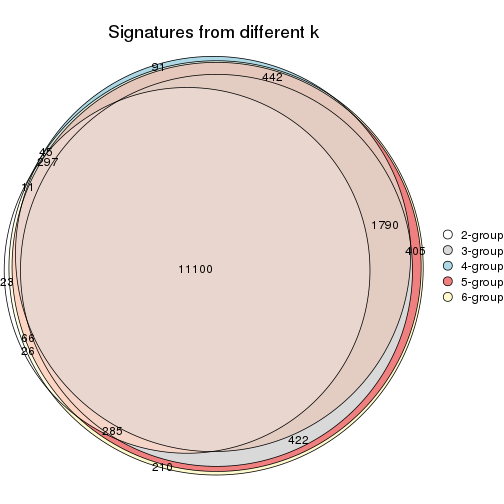 Signatures from different k
91
442
45
297
11
1790
405
11100
23
66
26
285
422
210
2-group
3-group
4-group
5-group
6-group